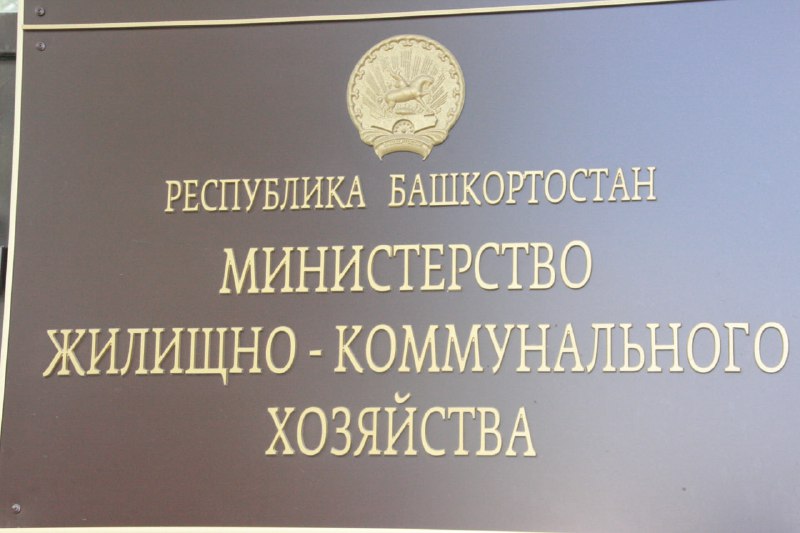 РЕСПУБЛИКА БАШКОРТОСТАН
МИНИСТЕРСТВО
ЖИЛИЩНО - КОММУНАЛЬНОГО
ХОЗЯЙСТВА